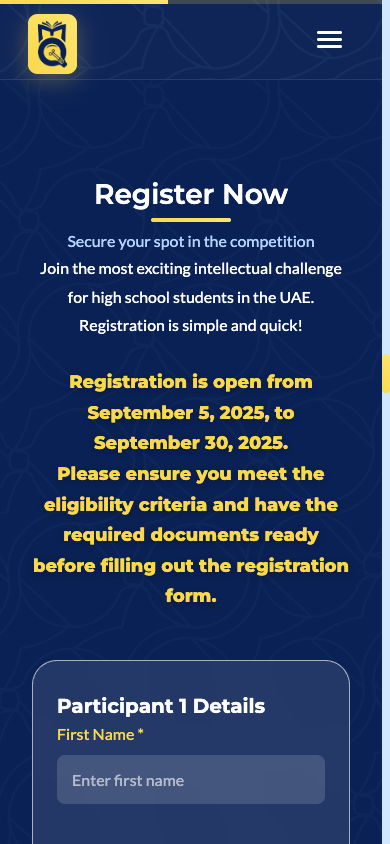 Register Now
Secure your spot in the competition
Join the most exciting intellectual challenge
for high school students in the UAE.
Registration is simple and quick!
Registration is open from
September 5, 2025, to
September 30, 2025.
Please ensure you meet the
eligibility criteria and have the
required documents ready
before filling out the registration
form.
Participant 1 Details
First Name *
Enter first name